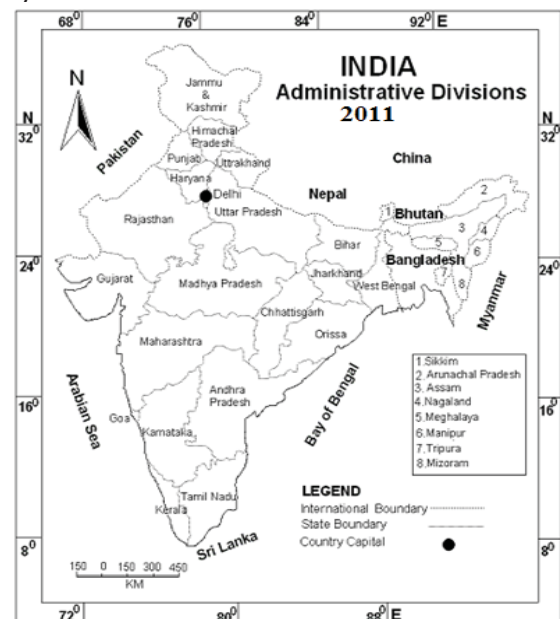 68⁰ 76⁰ 84⁰ 92⁰ E
INDIA
Administrative Divisions
2011
N
N
N
32⁰
32⁰
Jammu
&
Kashmir
Himachal
Pradesh
Pakistan
Punjab
Uttrakhand
China
Haryana
Delhi
Nepal
Rajasthan
Uttar Pradesh
1
Bhutan
2
3
4
5
6
7
8
Bihar
24⁰
24⁰
Bangladesh
Gujarat
Madhya Pradesh
Jharkhand
West Bengal
Myanmar
Chhattisgarh
Maharashtra
Orissa
1.Sikkim
2.Arunachal Pradesh
3.Assam
4.Nagaland
5.Meghalaya
6.Manipur
7.Tripura
8.Mizoram
Arabian Sea
Andhra
Pradesh
Bay of Bengal
16⁰
16⁰
Goa
Karnataka
Tamil Nadu
Kerala
LEGEND
International Boundary
State Boundary
Country Capital
Sri Lanka
8⁰
8⁰
150 0 150 300 450
KM
72⁰ 80⁰ 88⁰ E